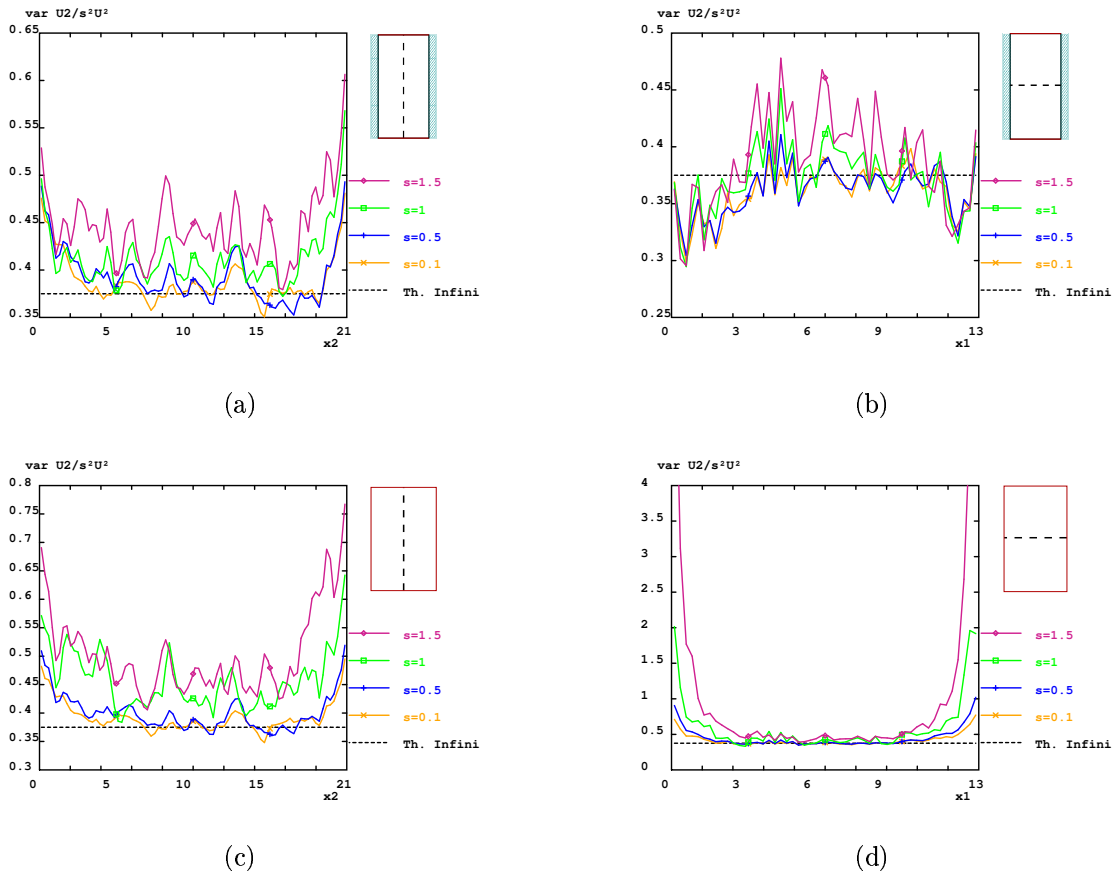 var U2/s²U²
0.65
0.6
0.55
0.5
0.45
0.4
0.35
0
5
10
15
21
x2
s=1.5
s=1
s=0.5
s=0.1
Th. Infini
(a)
var U2/s²U²
0.5
0.45
0.4
0.35
0.3
0.25
0
3
6
9
13
x1
s=1.5
s=1
s=0.5
s=0.1
Th. Infini
(b)
var U2/s²U²
0.8
0.75
0.7
0.65
0.6
0.55
0.5
0.45
0.4
0.35
0.3
0
5
10
15
21
x2
s=1.5
s=1
s=0.5
s=0.1
Th. Infini
(c)
var U2/s²U²
4
3.5
3
2.5
2
1.5
1
0.5
0
0
3
6
9
13
x1
s=1.5
s=1
s=0.5
s=0.1
Th. Infini
(d)